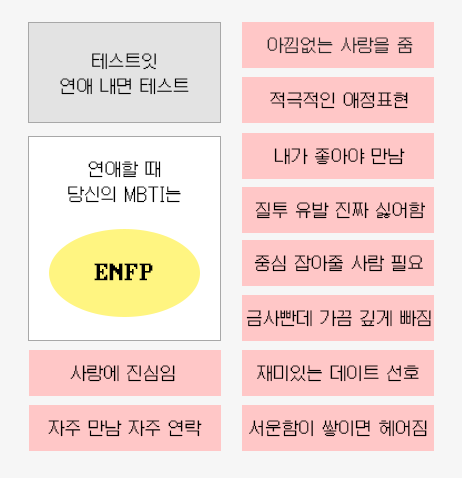 테스트잇
연애 내면 테스트
연애할 때
당신의 MBTI는
ENFP
사랑에 진심임
자주 만남 자주 연락
아낌없는 사랑을 줌
적극적인 애정표현
내가 좋아야 만남
질투 유발 진짜 싫어함
중심 잡아줄 사람 필요
금사빤데 가끔 깊게 빠짐
재미있는 데이트 선호
서운함이 쌓이면 헤어짐